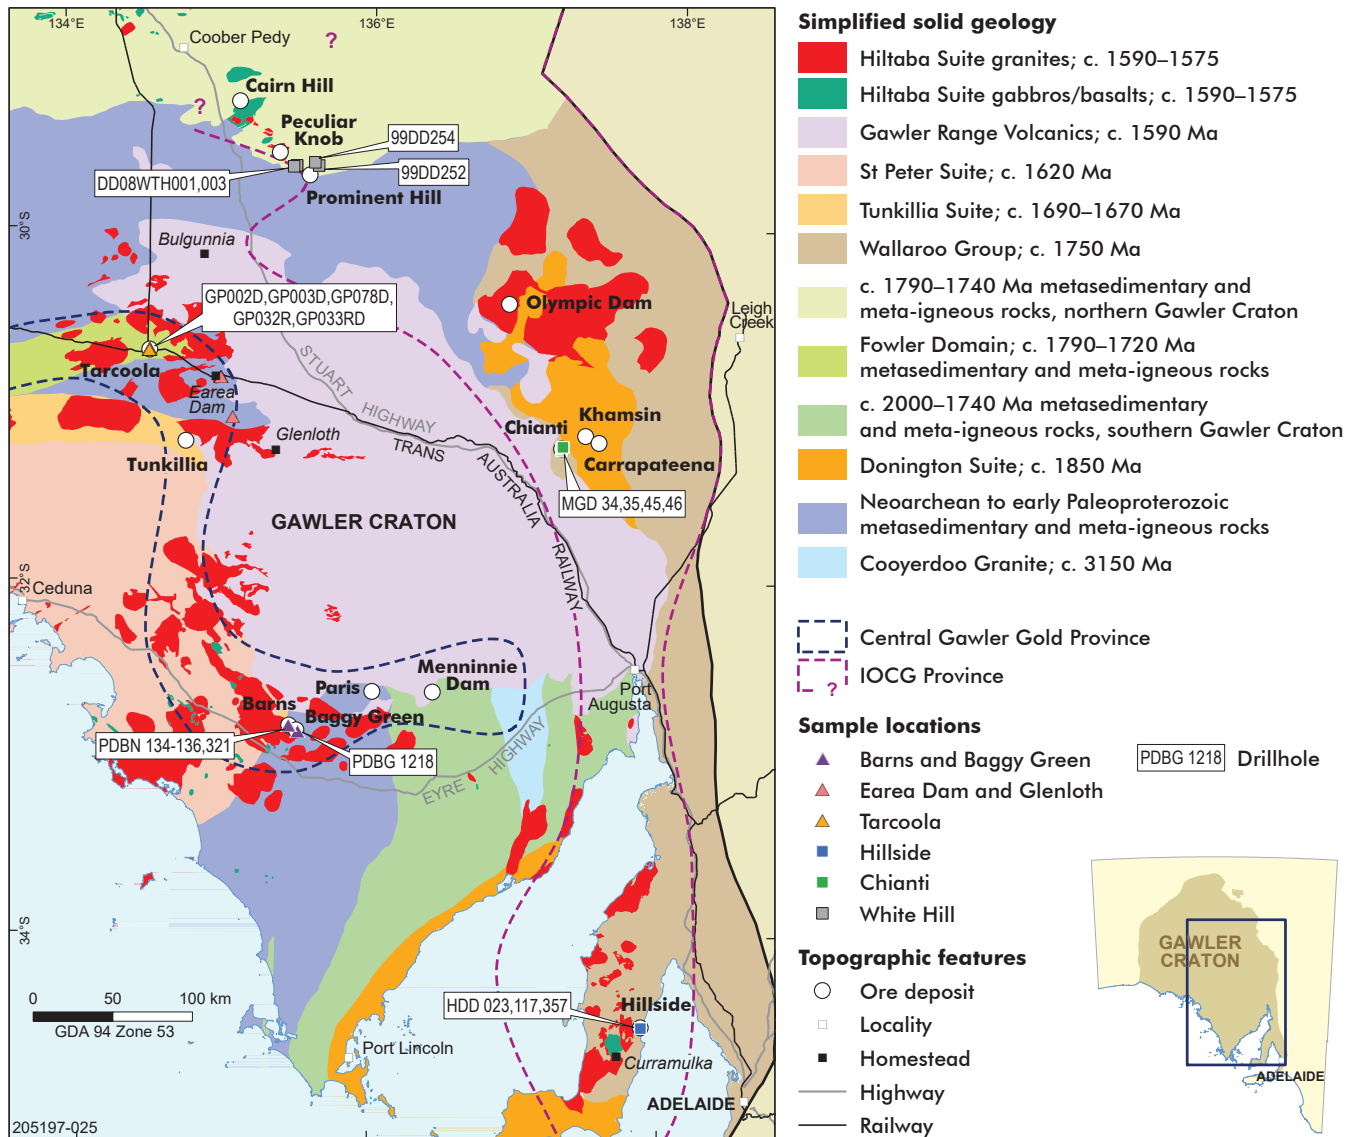 134°E
136°E
138°E
Coober Pedy
?
Cairn Hill
?
Peculiar
Knob
99DD254
99DD252
DD08WTH001,003
Prominent Hill
30°S
Bulgunnia
GP002D,GP003D,GP078D,
GP032R,GP033RD
Olympic Dam
Leigh
Creek
STUART
HIGHWAY
Tarcoola
Earea
Dam
Khamsin
Chianti
Glenloth
TRANS
AUSTRALIA
RAILWAY
Tunkillia
Carrapateena
MGD 34,35,45,46
GAWLER CRATON
32°S
Ceduna
Menninnie
Dam
Paris
Port
Augusta
Barns
Baggy Green
PDBN 134-136,321
PDBG 1218
EYRE
HIGHWAY
34°S
0 50 100 km
GDA 94 Zone 53
HDD 023,117,357
Hillside
Port Lincoln
Curramulka
ADELAIDE
205197-025
Simplified solid geology
Hiltaba Suite granites; c. 1590–1575
Hiltaba Suite gabbros/basalts; c. 1590–1575
Gawler Range Volcanics; c. 1590 Ma
St Peter Suite; c. 1620 Ma
Tunkillia Suite; c. 1690–1670 Ma
Wallaroo Group; c. 1750 Ma
c. 1790–1740 Ma metasedimentary and
meta-igneous rocks, northern Gawler Craton
Fowler Domain; c. 1790–1720 Ma
metasedimentary and meta-igneous rocks
c. 2000–1740 Ma metasedimentary
and meta-igneous rocks, southern Gawler Craton
Donington Suite; c. 1850 Ma
Neoarchean to early Paleoproterozoic
metasedimentary and meta-igneous rocks
Cooyerdoo Granite; c. 3150 Ma
Central Gawler Gold Province
? IOCG Province
Sample locations
Barns and Baggy Green
PDBG 1218 Drillhole
Earea Dam and Glenloth
Tarcoola
Hillside
Chianti
White Hill
Topographic features
Ore deposit
Locality
Homestead
Highway
Railway
GAWLER
CRATON
ADELAIDE